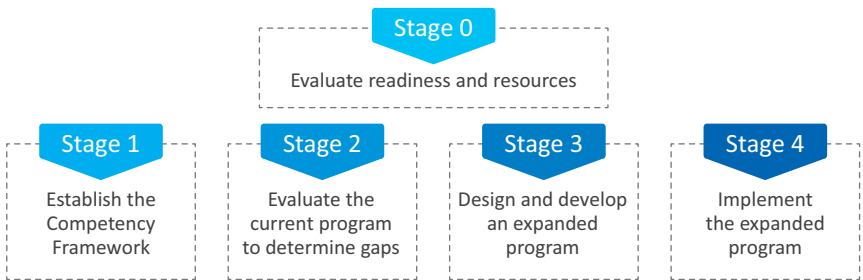 Stage 0
Evaluate readiness and resources
Stage 1
Establish the
Competency
Framework
Stage 2
Evaluate the
current program
to determine gaps
Stage 3
Design and develop
an expanded
program
Stage 4
Implement
the expanded
program